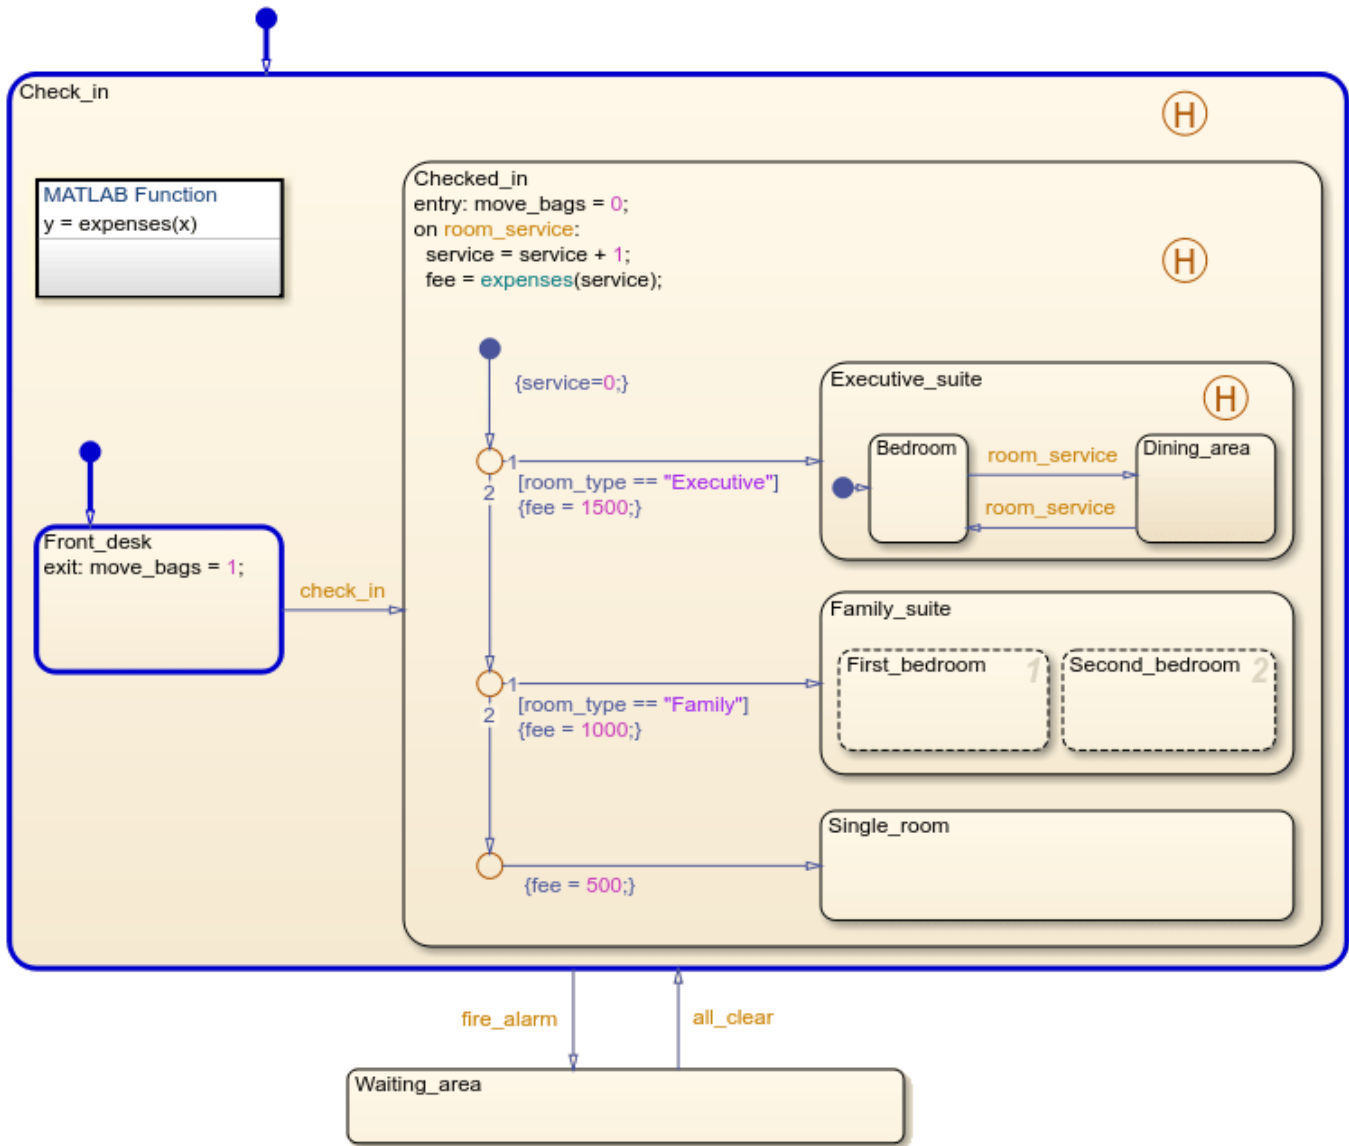 Check_in
H
MATLAB Function
y = expenses(x)
Checked_in
entry: move_bags = 0;
on room_service:
service = service + 1;
fee = expenses(service);
H
{service=0;}
Executive_suite
H
Bedroom
room_service
Dining_area
room_service
1
[room_type == "Executive"]
{fee = 1500;}
2
Front_desk
exit: move_bags = 1;
check_in
Family_suite
First_bedroom 1
Second_bedroom 2
1
[room_type == "Family"]
{fee = 1000;}
2
Single_room
{fee = 500;}
fire_alarm
all_clear
Waiting_area